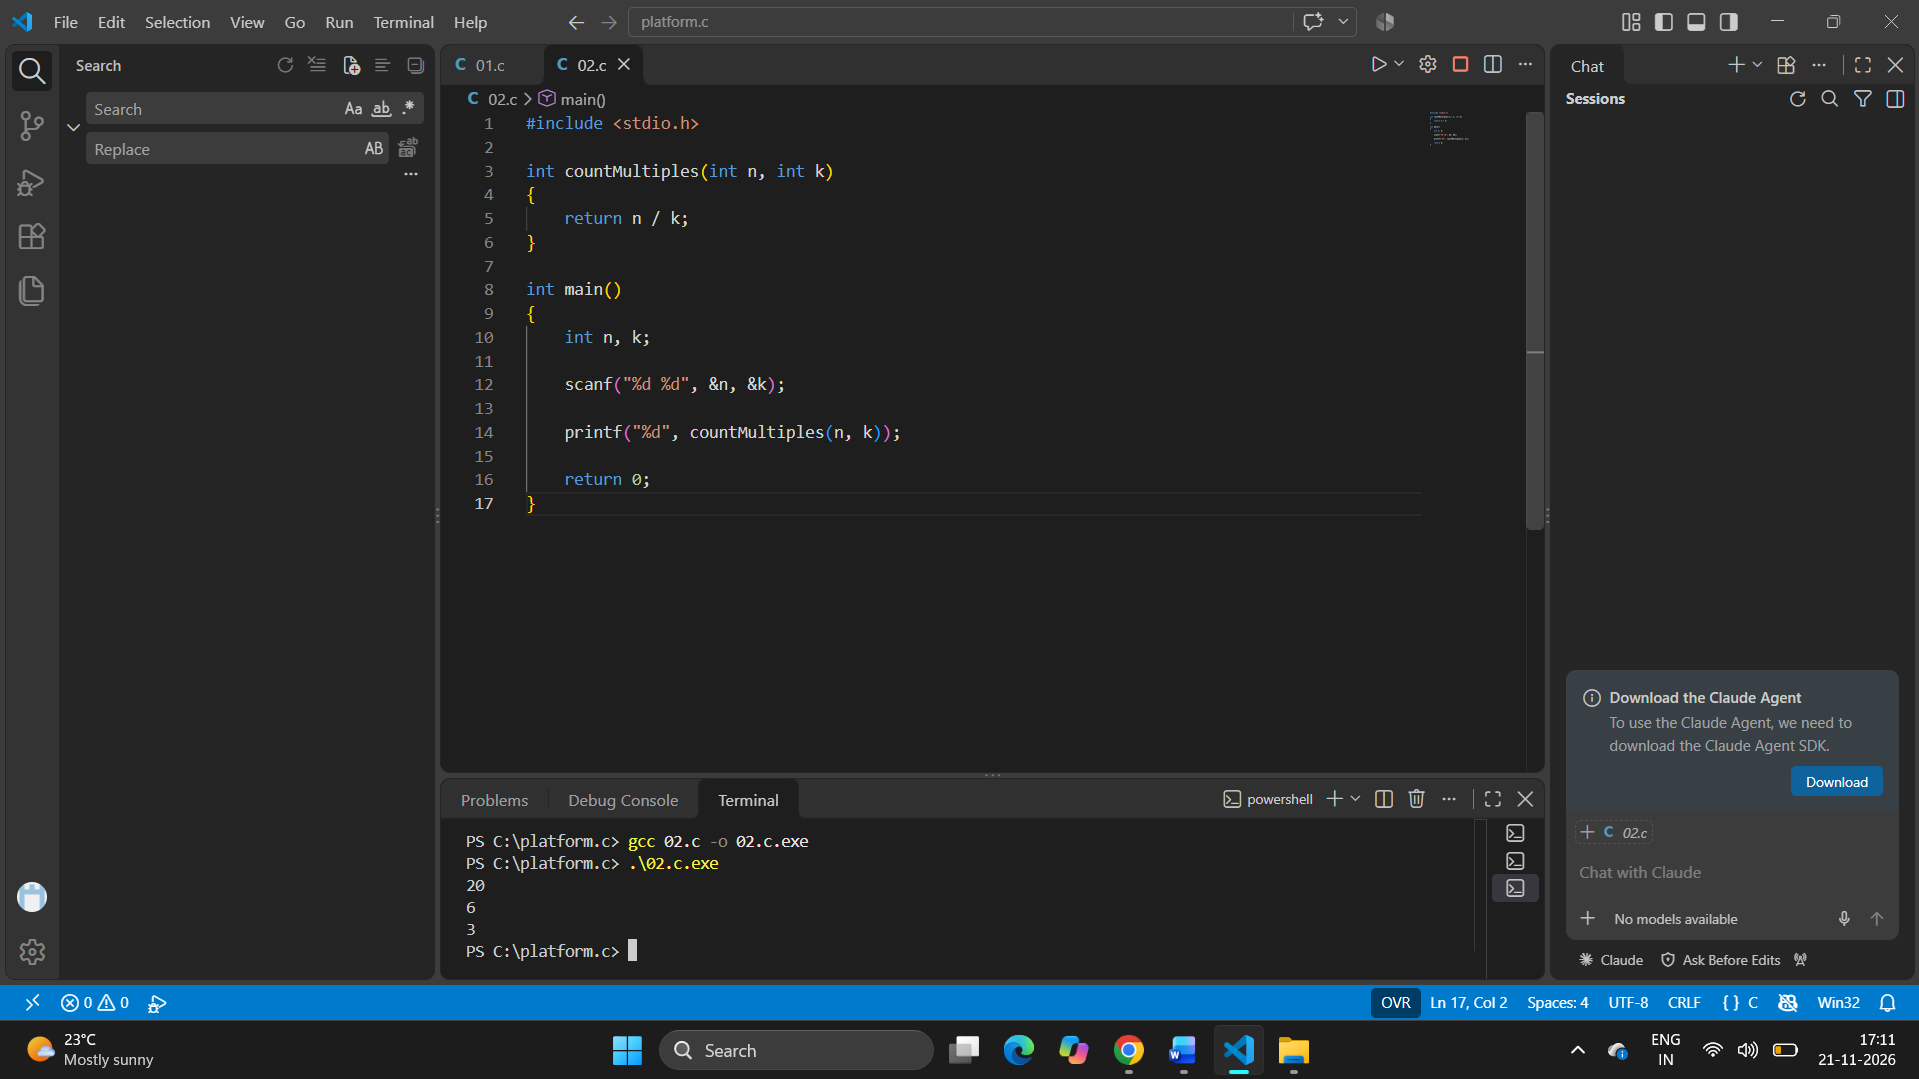 File Edit Selection View Go Run Terminal Help
platform.c
Search
Search Aa ab .*
Replace AB
01.c
02.c
C 02.c > main()
1 #include <stdio.h>
2
3 int countMultiples(int n, int k)
4 {
5     return n / k;
6 }
7
8 int main()
9 {
10     int n, k;
11
12     scanf("%d %d", &n, &k);
13
14     printf("%d", countMultiples(n, k));
15
16     return 0;
17 }
Problems Debug Console Terminal
powershell
PS C:\platform.c> gcc 02.c -o 02.c.exe
PS C:\platform.c> .\02.c.exe
20
6
3
PS C:\platform.c>
Chat
Sessions
Download the Claude Agent
To use the Claude Agent, we need to
download the Claude Agent SDK.
Download
C 02.c
Chat with Claude
No models available
Claude Ask Before Edits
0 0
OVR Ln 17, Col 2 Spaces: 4 UTF-8 CRLF {} C Win32
23°C
Mostly sunny
Search
ENG
IN
17:11
21-11-2026